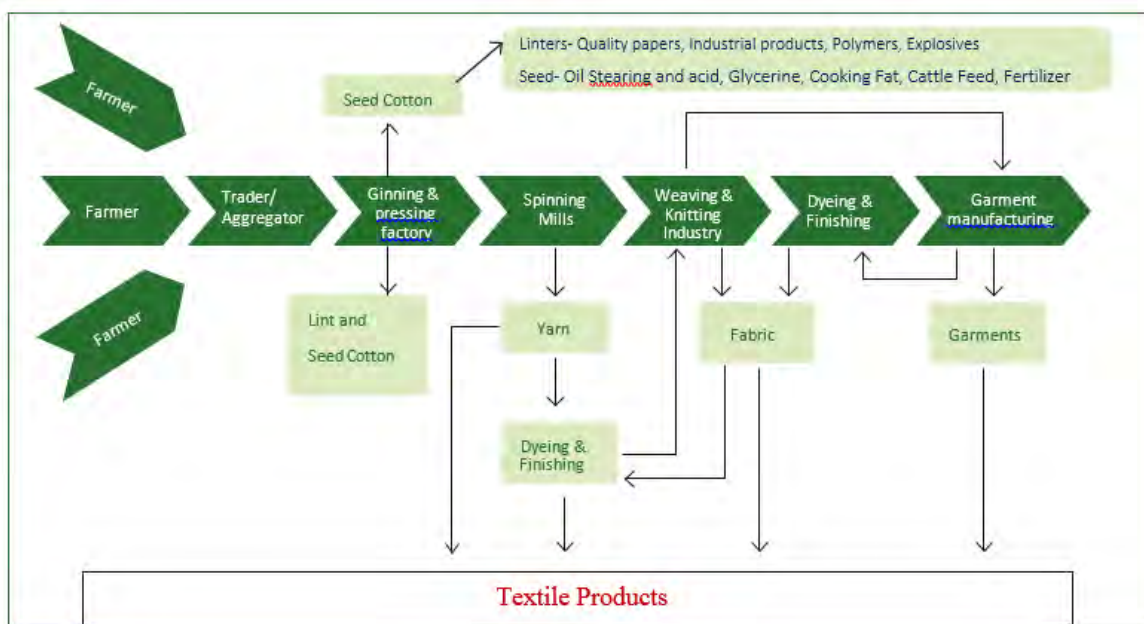 Linters- Quality papers, Industrial products, Polymers, Explosives
Seed- Oil Stearing and acid, Glycerine, Cooking Fat, Cattle Feed, Fertilizer
Farmer
Seed Cotton
Farmer
Trader/
Aggregator
Ginning &
pressing
factory
Spinning
Mills
Weaving &
Knitting
Industry
Dyeing &
Finishing
Garment
manufacturing
Farmer
Lint and
Seed Cotton
Yarn
Fabric
Garments
Dyeing &
Finishing
Textile Products